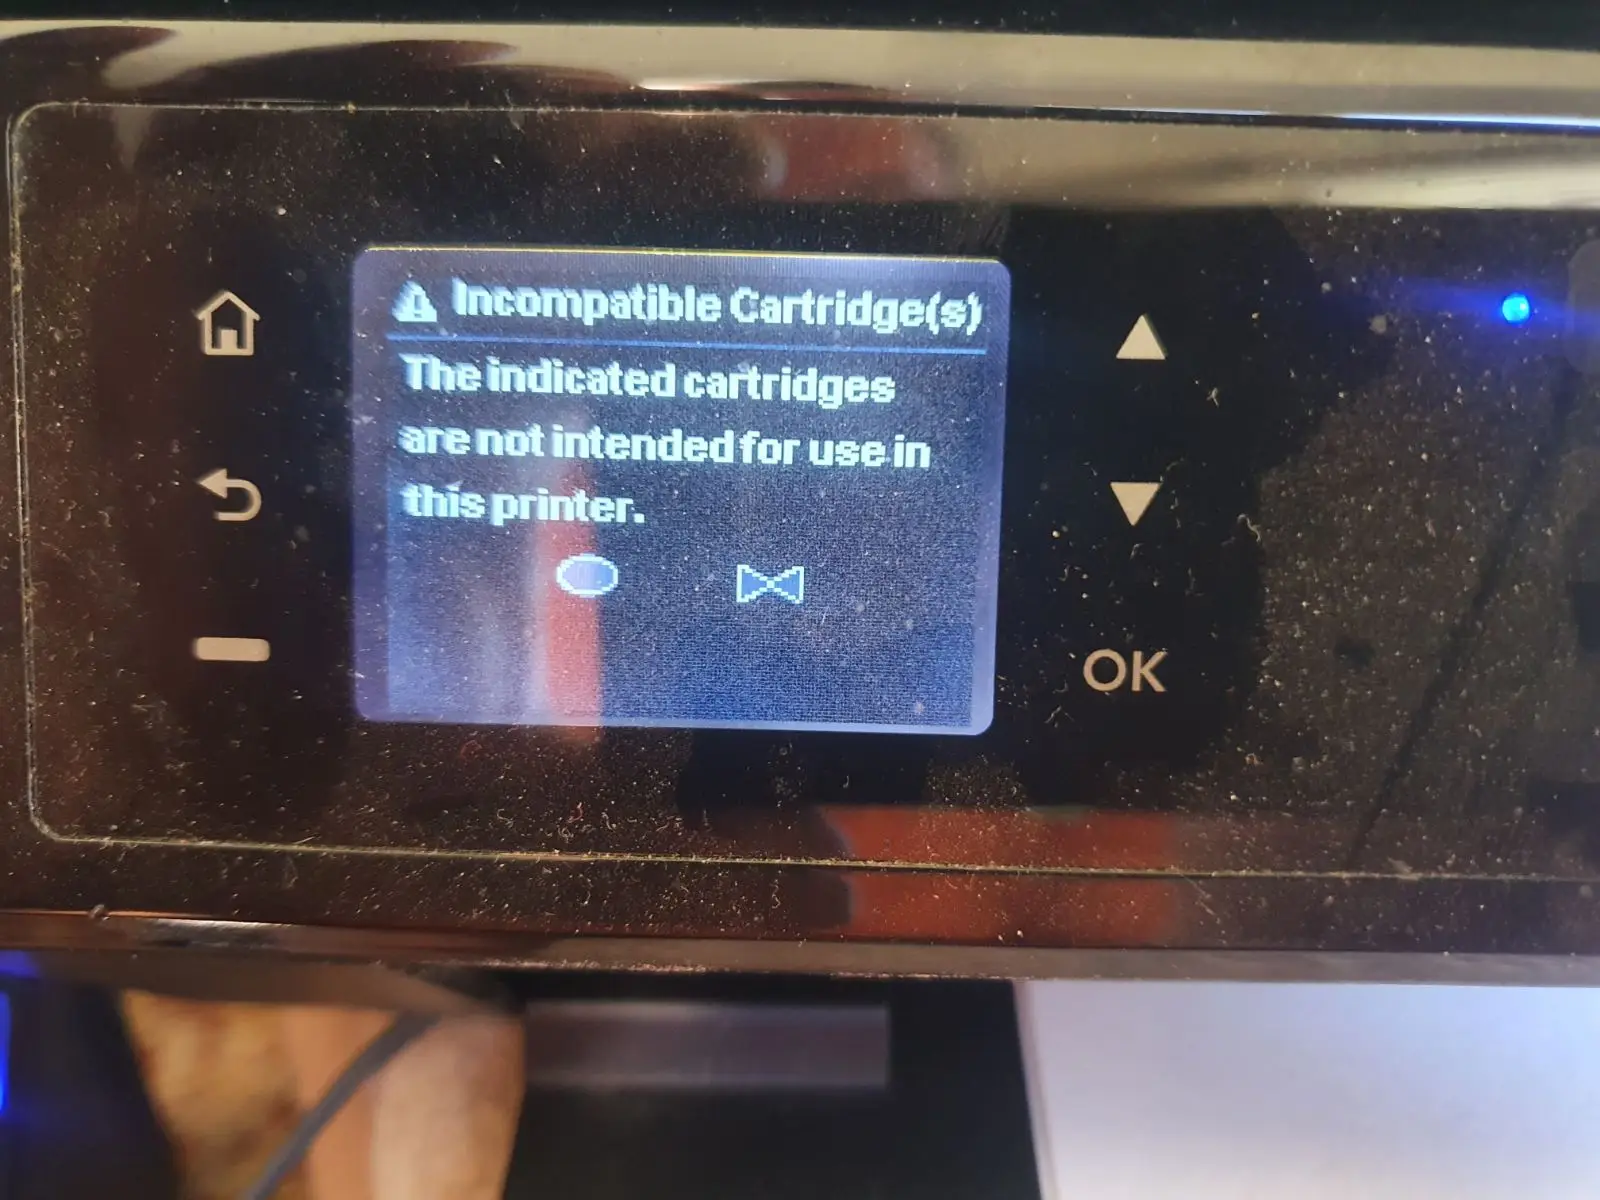 Incompatible Cartridge(s)
The indicated cartridges
are not intended for use in
this printer.
OK